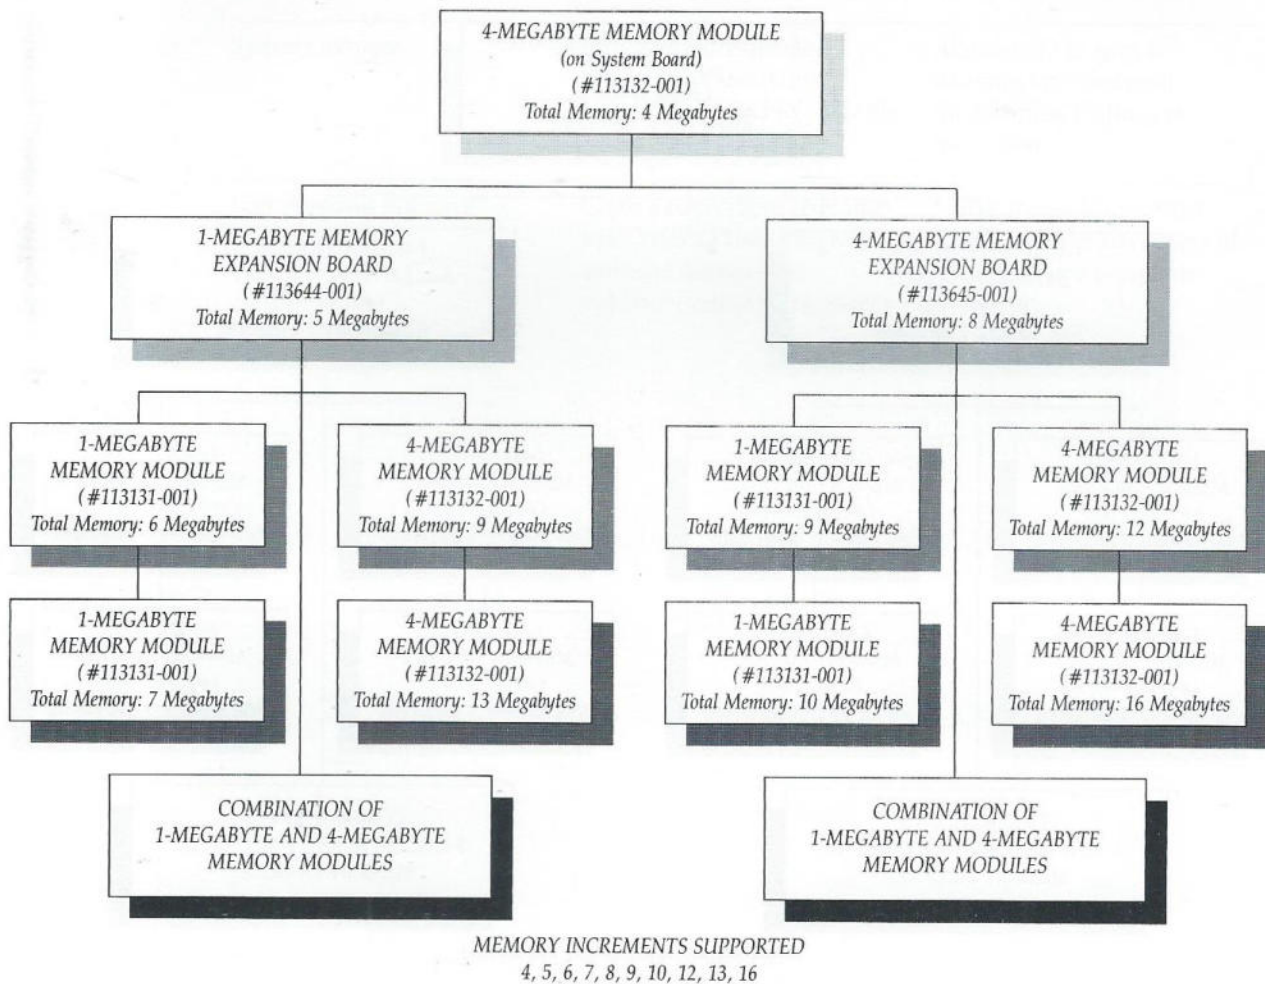 4-MEGABYTE MEMORY MODULE
(on System Board)
(#113132-001)
Total Memory: 4 Megabytes
1-MEGABYTE MEMORY
EXPANSION BOARD
(#113644-001)
Total Memory: 5 Megabytes
4-MEGABYTE MEMORY
EXPANSION BOARD
(#113645-001)
Total Memory: 8 Megabytes
1-MEGABYTE
MEMORY MODULE
(#113131-001)
Total Memory: 6 Megabytes
4-MEGABYTE
MEMORY MODULE
(#113132-001)
Total Memory: 9 Megabytes
1-MEGABYTE
MEMORY MODULE
(#113131-001)
Total Memory: 9 Megabytes
4-MEGABYTE
MEMORY MODULE
(#113132-001)
Total Memory: 12 Megabytes
1-MEGABYTE
MEMORY MODULE
(#113131-001)
Total Memory: 7 Megabytes
4-MEGABYTE
MEMORY MODULE
(#113132-001)
Total Memory: 13 Megabytes
1-MEGABYTE
MEMORY MODULE
(#113131-001)
Total Memory: 10 Megabytes
4-MEGABYTE
MEMORY MODULE
(#113132-001)
Total Memory: 16 Megabytes
COMBINATION OF
1-MEGABYTE AND 4-MEGABYTE
MEMORY MODULES
COMBINATION OF
1-MEGABYTE AND 4-MEGABYTE
MEMORY MODULES
MEMORY INCREMENTS SUPPORTED
4, 5, 6, 7, 8, 9, 10, 12, 13, 16